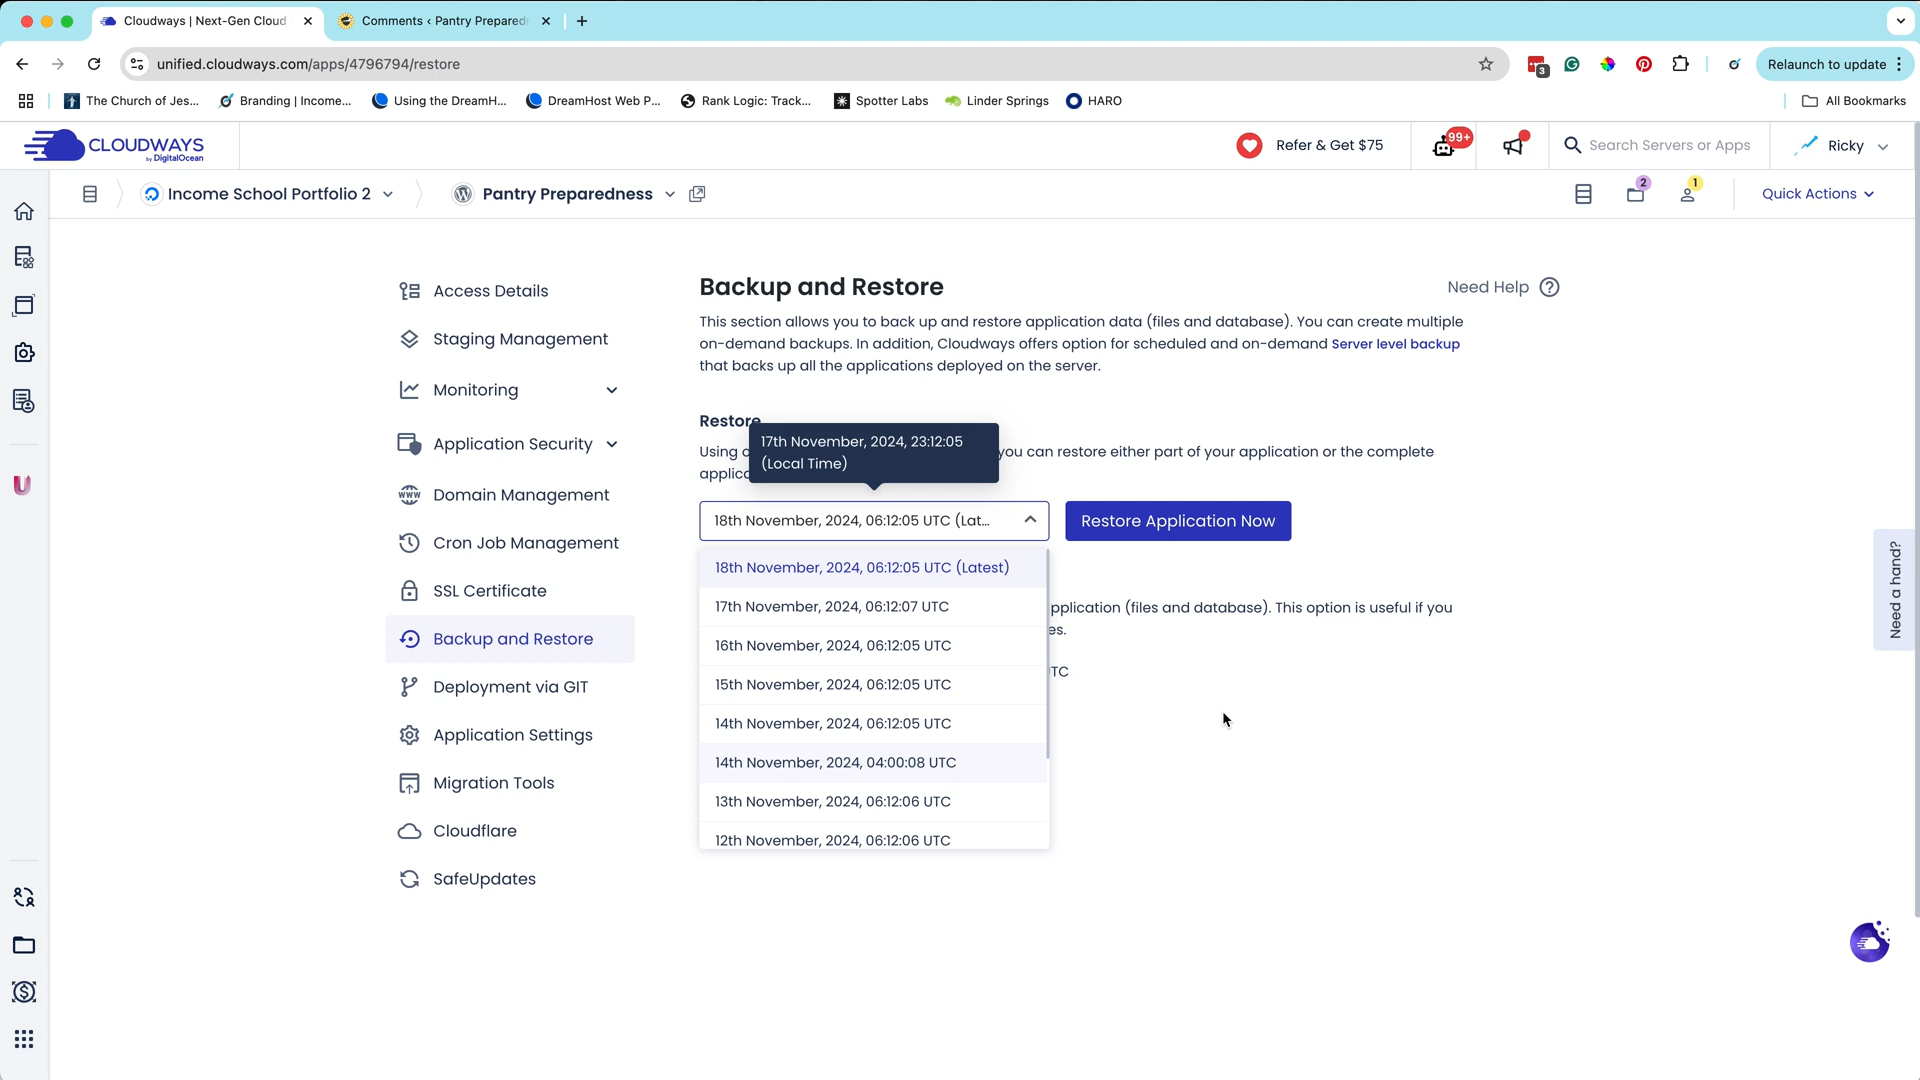 Cloudways | Next-Gen Cloud
Comments ‹ Pantry Prepared
unified.cloudways.com/apps/4796794/restore
3
Relaunch to update
The Church of Jes...
Branding | Income...
Using the DreamH...
DreamHost Web P...
Rank Logic: Track...
Spotter Labs
Linder Springs
HARO
All Bookmarks
CLOUDWAYS
by DigitalOcean
Refer & Get $75
99+
Search Servers or Apps
Ricky
Income School Portfolio 2
Pantry Preparedness
2
1
Quick Actions
Access Details
Staging Management
Monitoring
Application Security
WWW
Domain Management
Cron Job Management
SSL Certificate
Backup and Restore
Deployment via GIT
Application Settings
Migration Tools
Cloudflare
SafeUpdates
Backup and Restore
Need Help
This section allows you to back up and restore application data (files and database). You can create multiple
on-demand backups. In addition, Cloudways offers option for scheduled and on-demand Server level backup
that backs up all the applications deployed on the server.
Restore
17th November, 2024, 23:12:05
(Local Time)
Using you can restore either part of your application or the complete
18th November, 2024, 06:12:05 UTC (Lat...
Restore Application Now
18th November, 2024, 06:12:05 UTC (Latest)
17th November, 2024, 06:12:07 UTC
16th November, 2024, 06:12:05 UTC
15th November, 2024, 06:12:05 UTC
14th November, 2024, 06:12:05 UTC
14th November, 2024, 04:00:08 UTC
13th November, 2024, 06:12:06 UTC
12th November, 2024, 06:12:06 UTC
pplication (files and database). This option is useful if you
es.
TC
Need a hand?